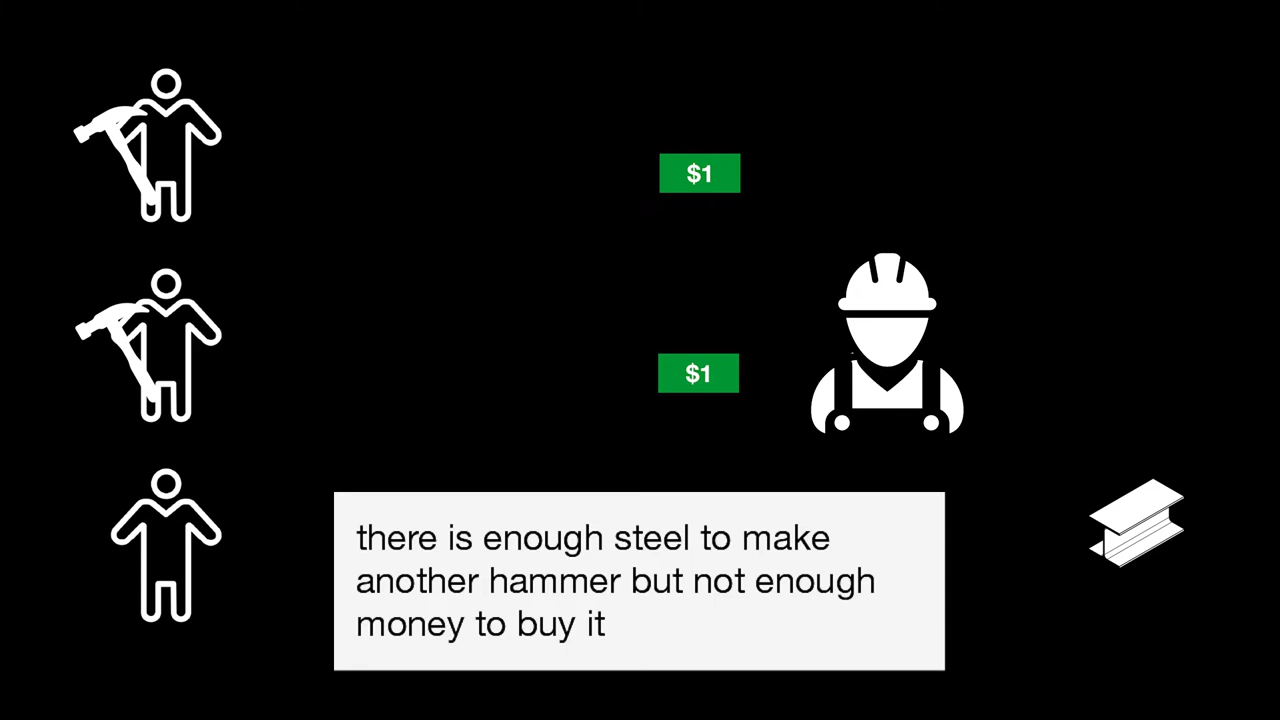 $1
$1
there is enough steel to make
another hammer but not enough
money to buy it